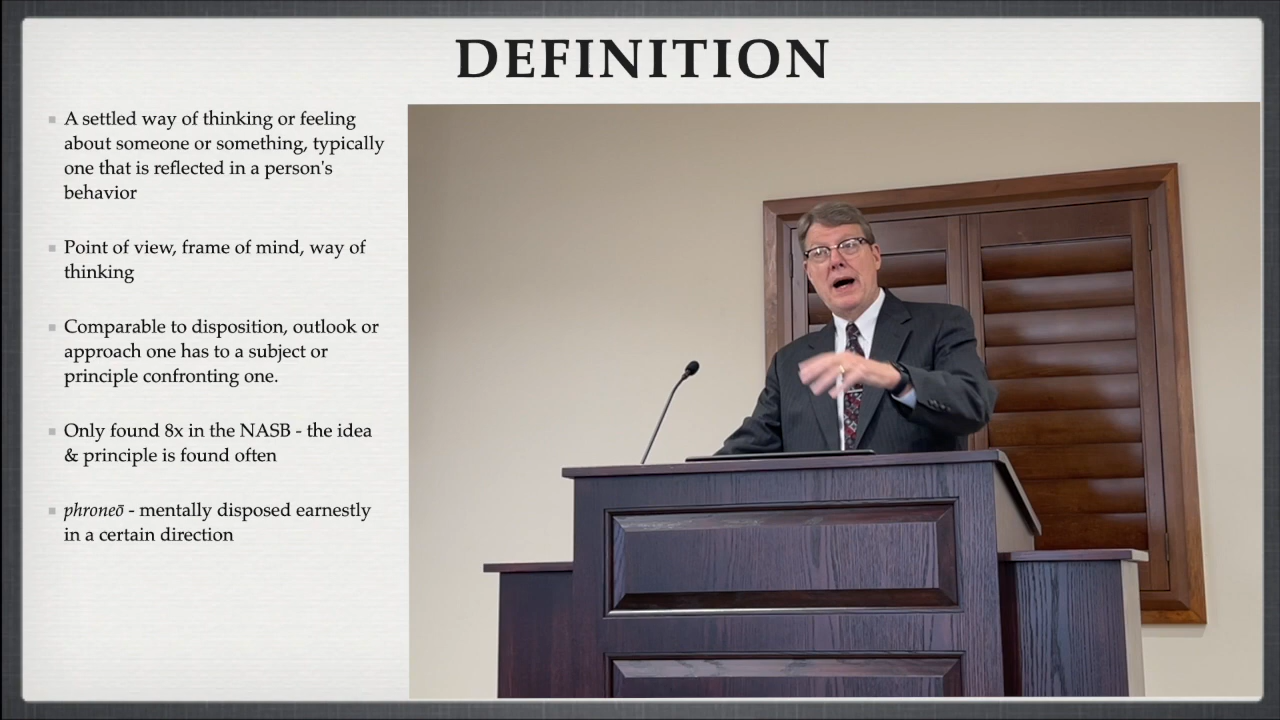 DEFINITION
A settled way of thinking or feeling
about someone or something, typically
one that is reflected in a person's
behavior
Point of view, frame of mind, way of
thinking
Comparable to disposition, outlook or
approach one has to a subject or
principle confronting one.
Only found 8x in the NASB - the idea
& principle is found often
phroneō - mentally disposed earnestly
in a certain direction